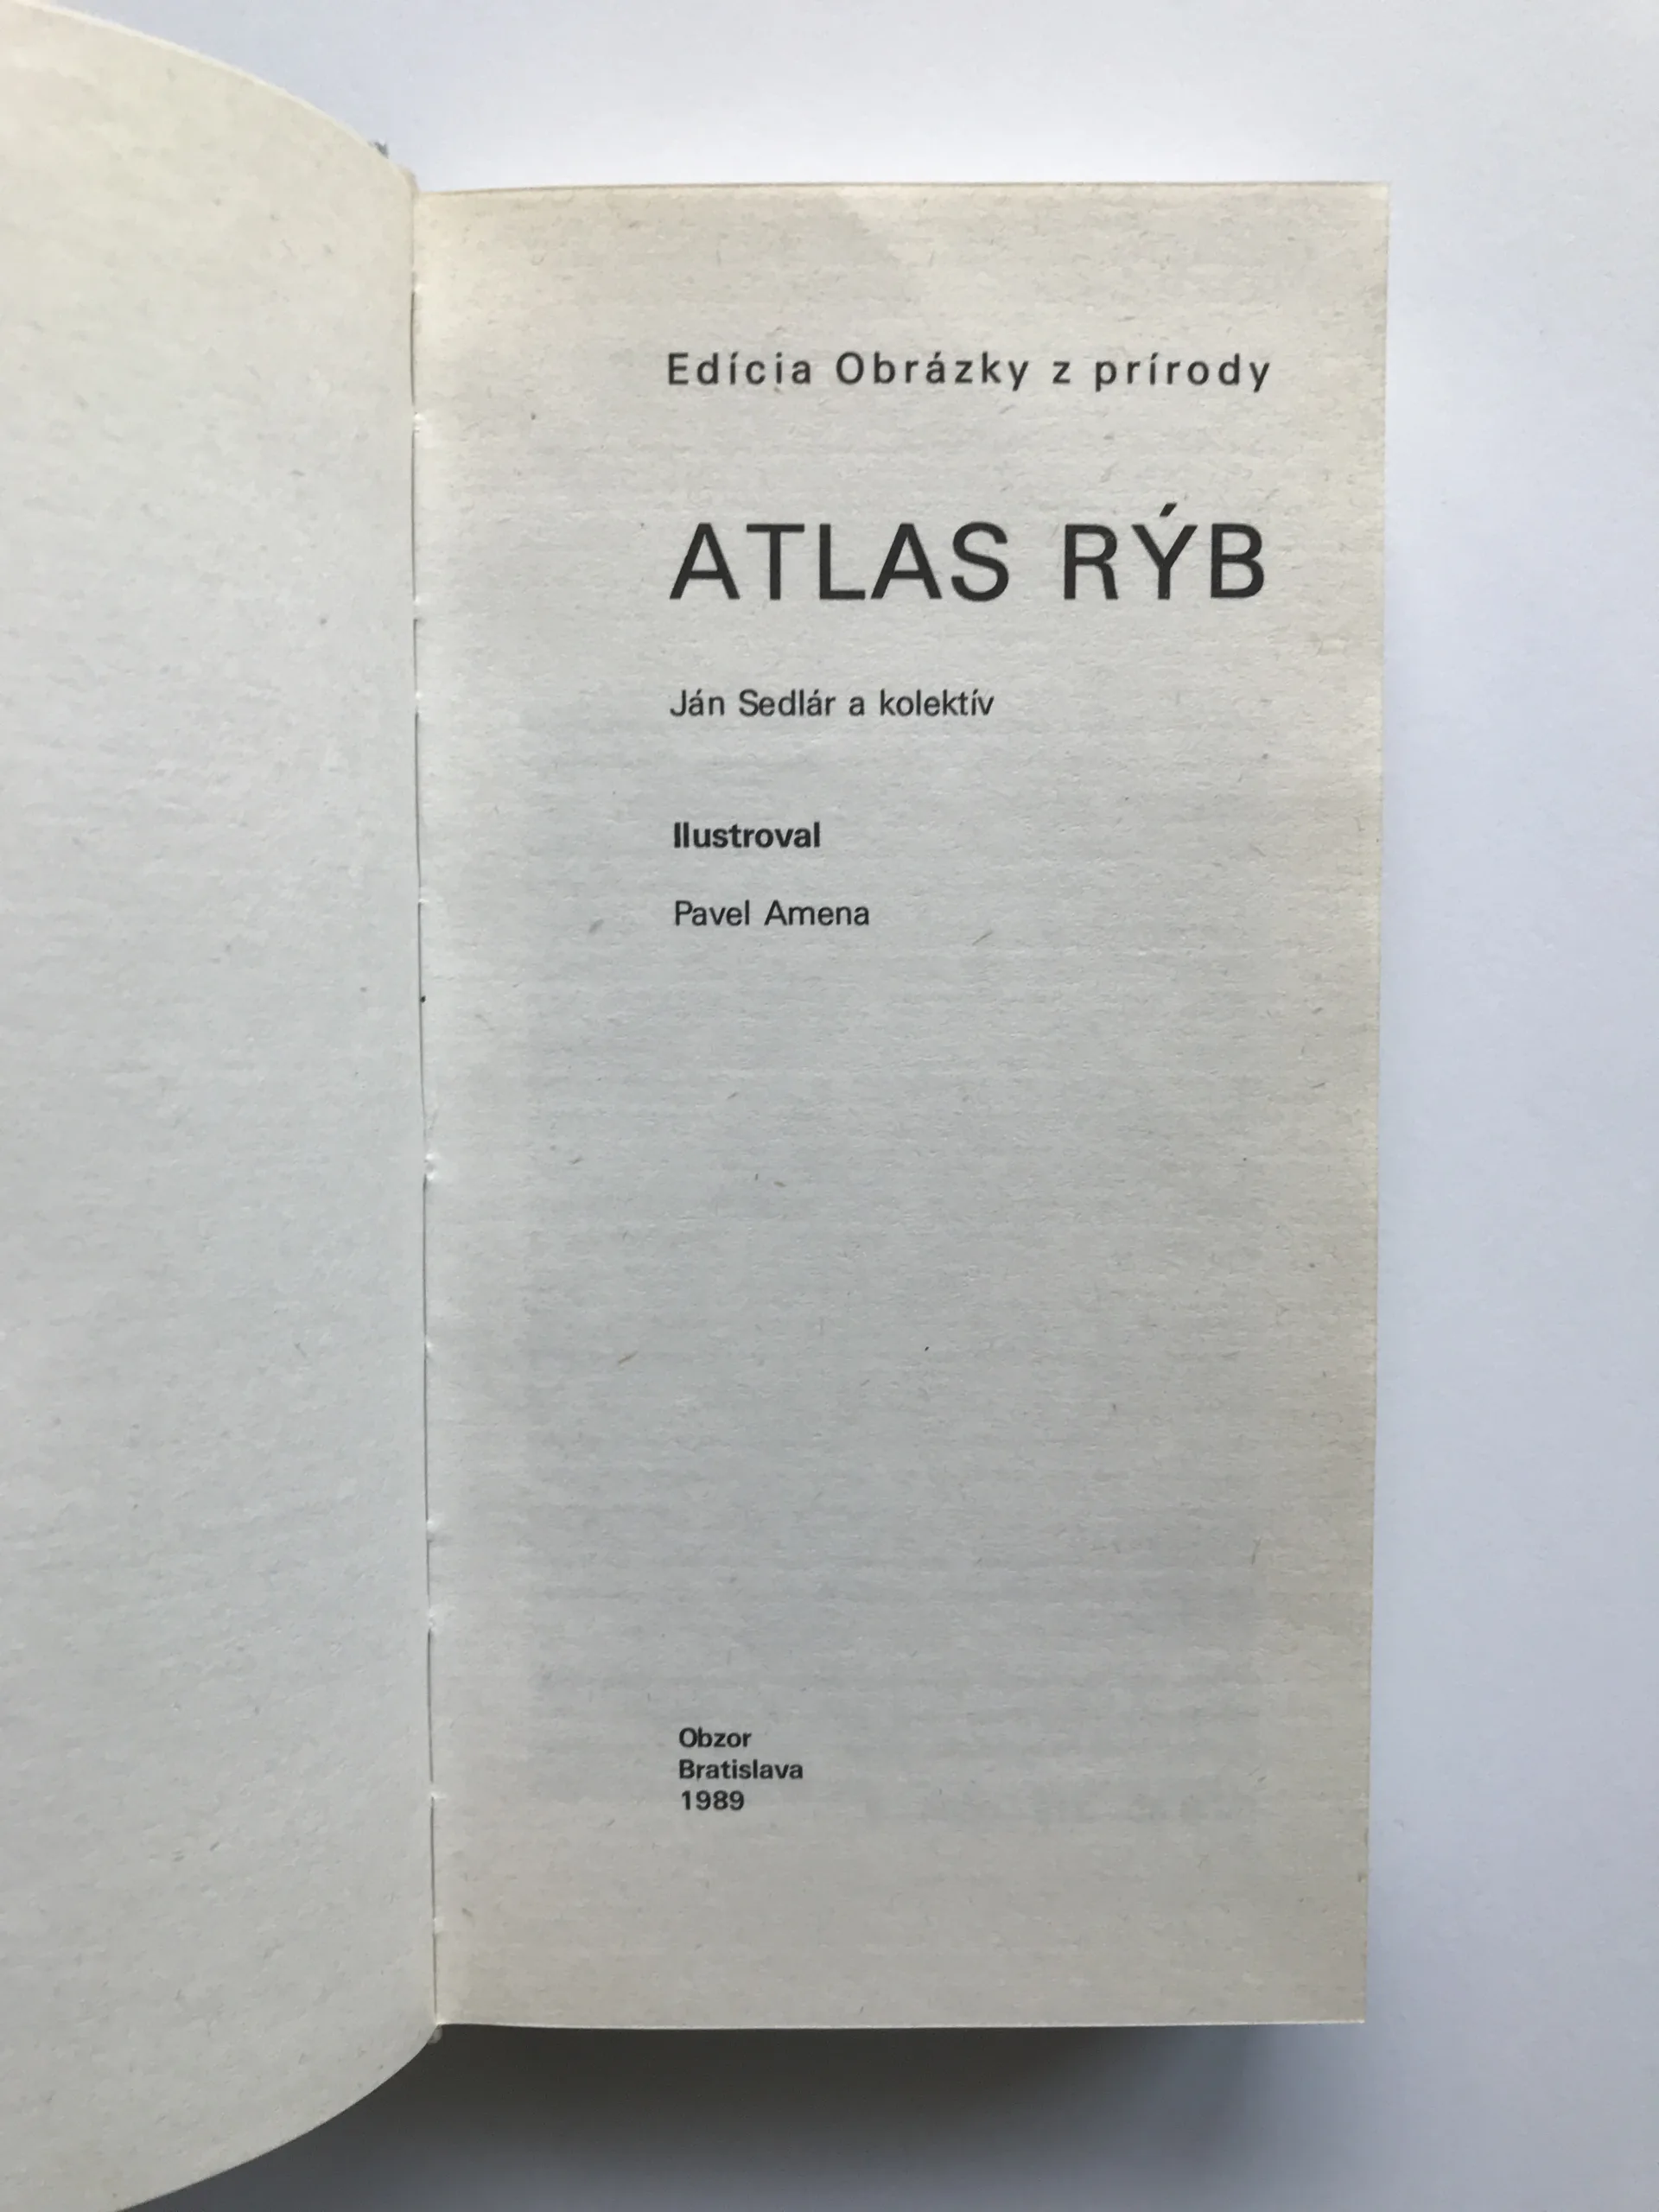 Edícia Obrázky z prírody
ATLAS RÝB
Ján Sedlár a kolektív
Ilustroval
Pavel Amena
Obzor
Bratislava
1989